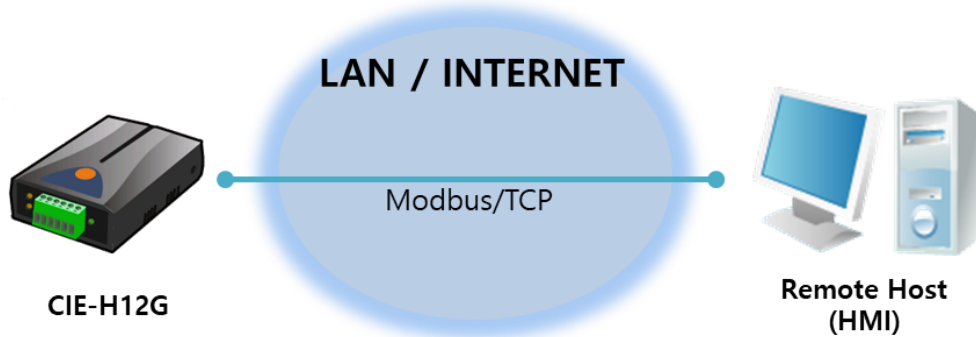 LAN / INTERNET
Modbus/TCP
CIE-H12G
Remote Host
(HMI)